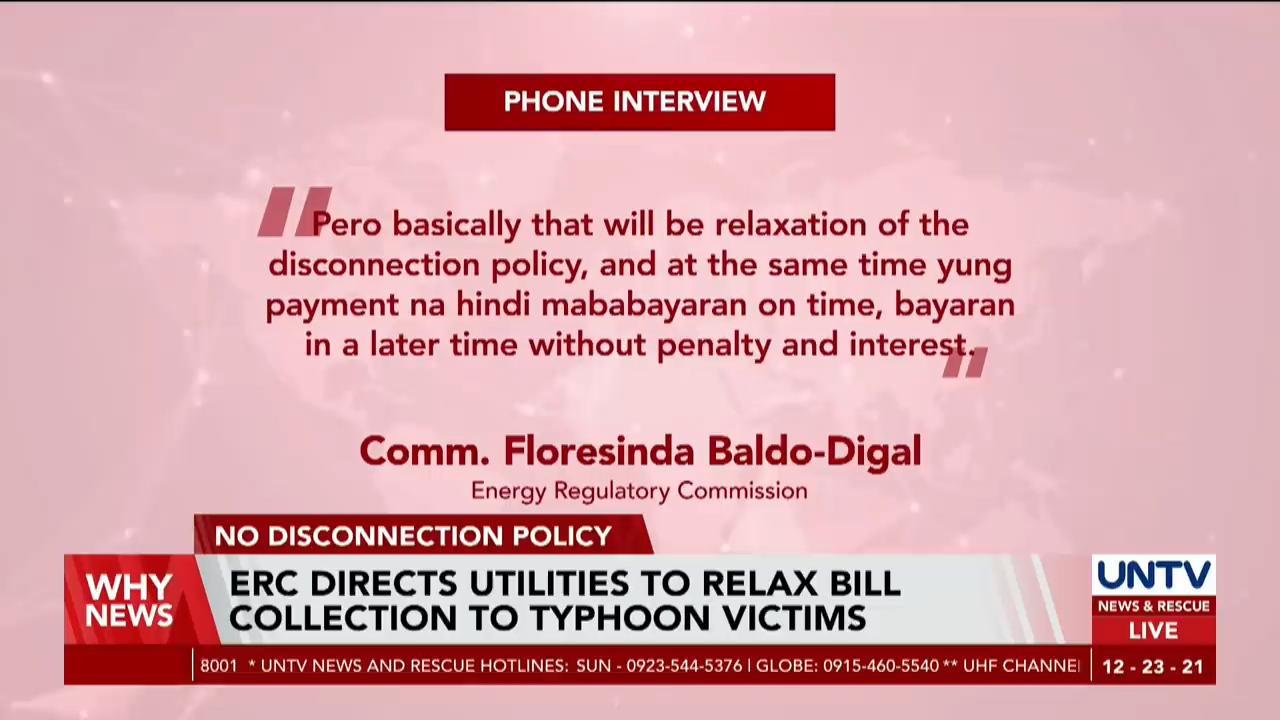 PHONE INTERVIEW
"Pero basically that will be relaxation of the
disconnection policy, and at the same time yung
payment na hindi mababayaran on time, bayaran
in a later time without penalty and interest."
Comm. Floresinda Baldo-Digal
Energy Regulatory Commission
NO DISCONNECTION POLICY
WHY
NEWS
ERC DIRECTS UTILITIES TO RELAX BILL
COLLECTION TO TYPHOON VICTIMS
UNTV
NEWS & RESCUE
LIVE
8001 * UNTV NEWS AND RESCUE HOTLINES: SUN - 0923-544-5376 | GLOBE: 0915-460-5540 ** UHF CHANNE
12 - 23 - 21